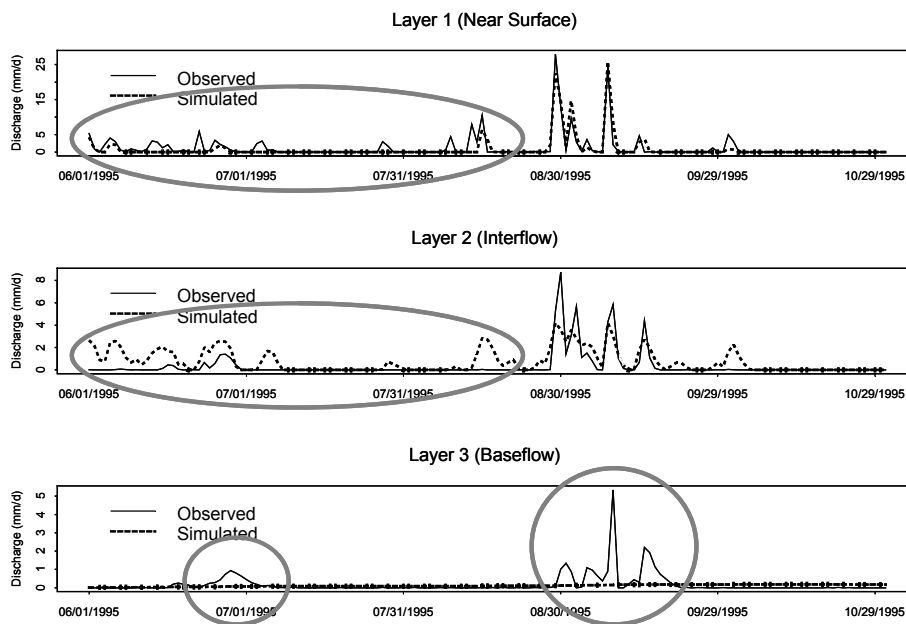 Layer 1 (Near Surface)
Discharge (mm/d)
25
15
5
0
Observed
Simulated
06/01/1995 07/01/1995 07/31/1995 08/30/1995 09/29/1995 10/29/1995
Layer 2 (Interflow)
Discharge (mm/d)
8
6
4
2
0
Observed
Simulated
06/01/1995 07/01/1995 07/31/1995 08/30/1995 09/29/1995 10/29/1995
Layer 3 (Baseflow)
Discharge (mm/d)
5
4
3
2
1
0
Observed
Simulated
06/01/1995 07/01/1995 07/31/1995 08/30/1995 09/29/1995 10/29/1995